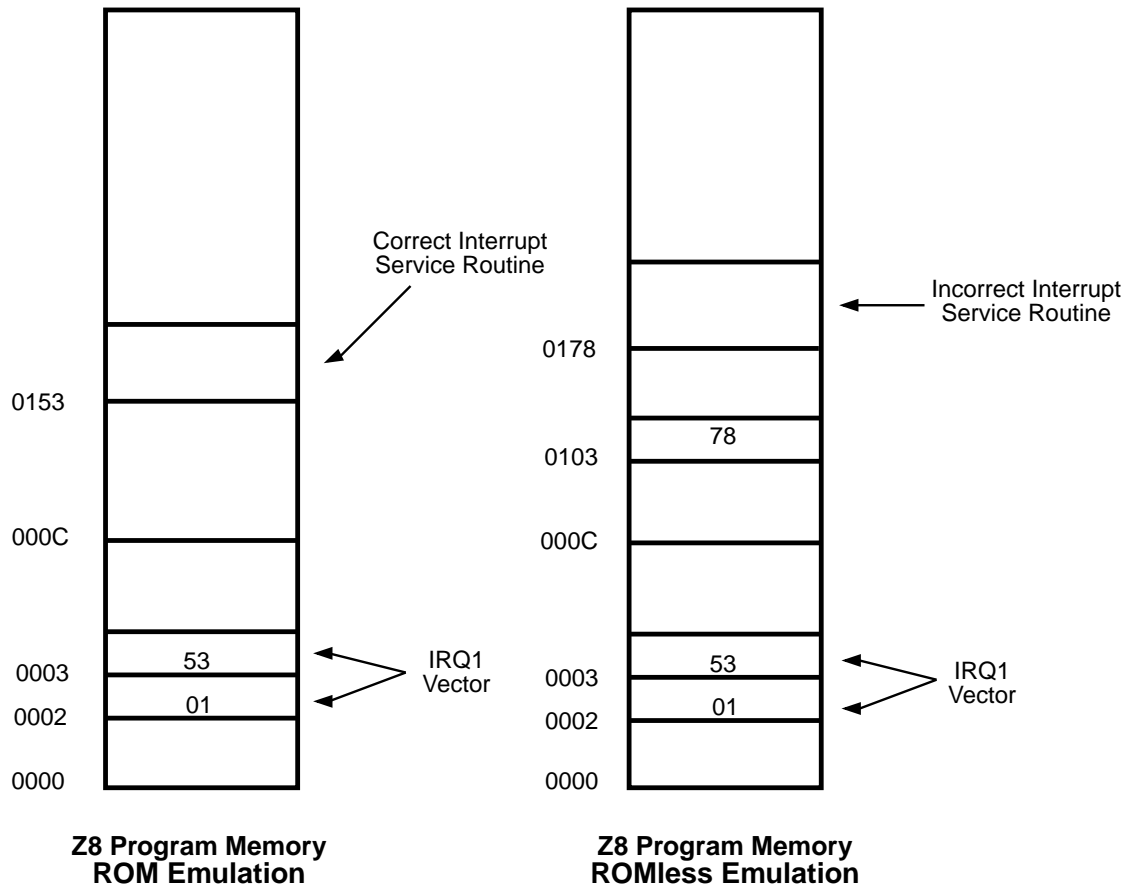 Correct Interrupt
Service Routine
0153
000C
53
0003
01
0002
0000
IRQ1
Vector
Z8 Program Memory
ROM Emulation
Incorrect Interrupt
Service Routine
0178
78
0103
000C
53
0003
01
0002
0000
IRQ1
Vector
Z8 Program Memory
ROMless Emulation